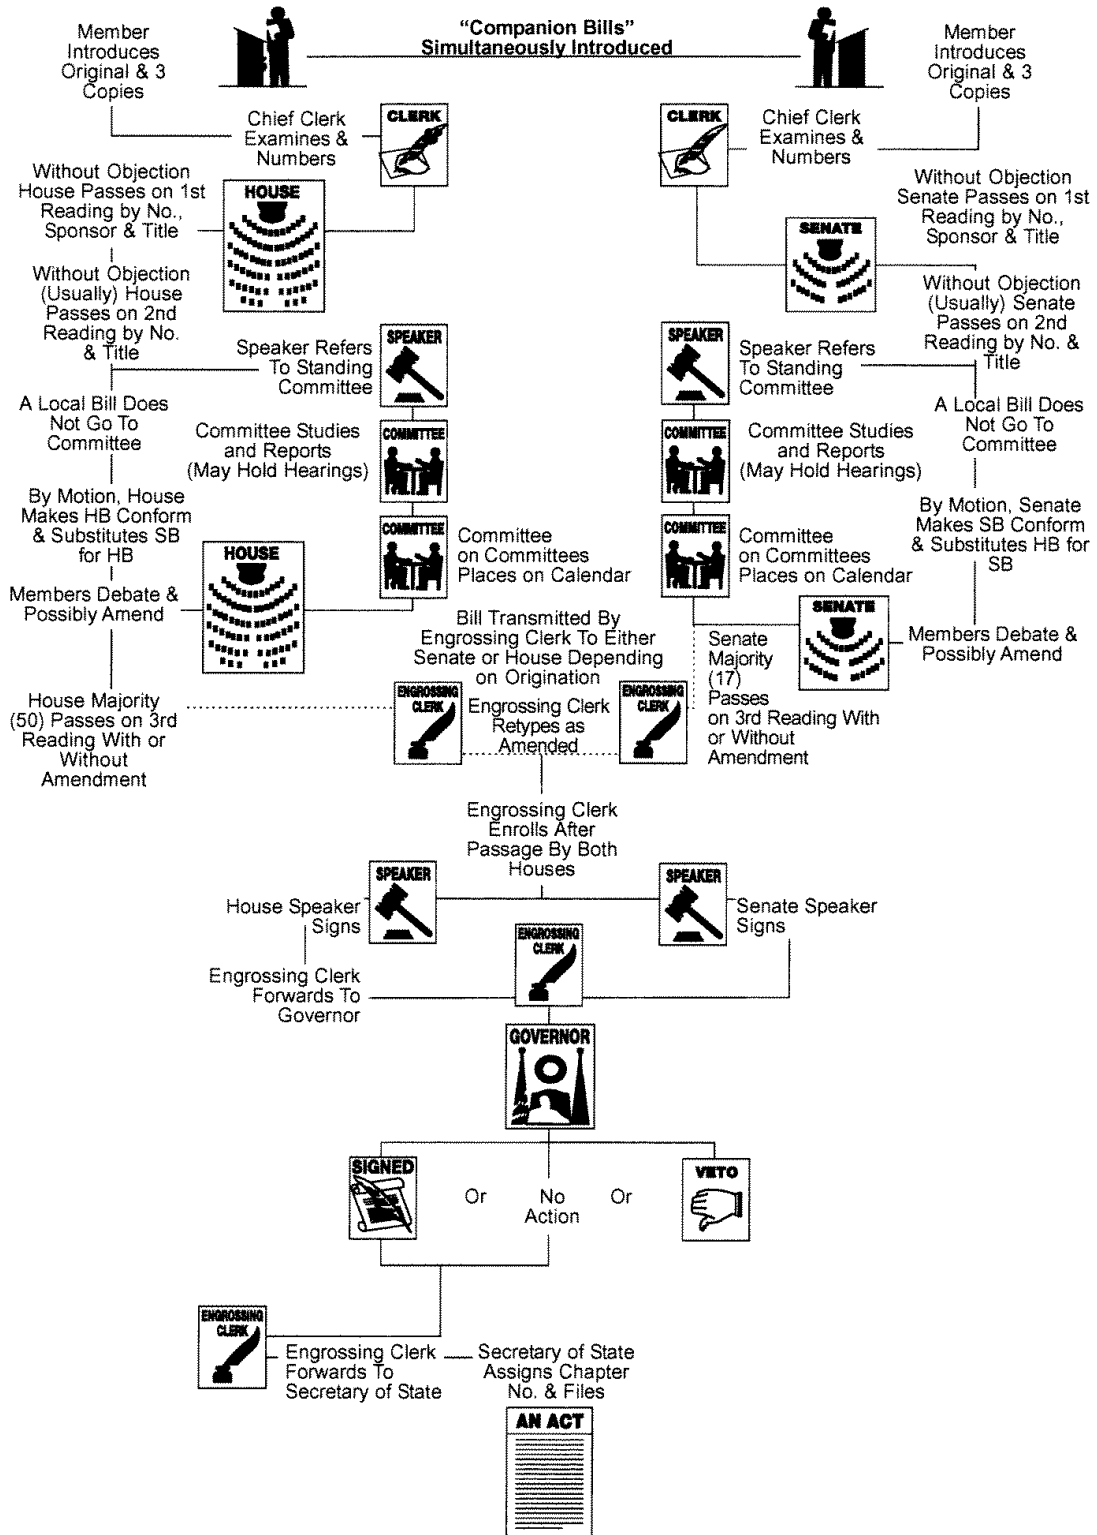 “Companion Bills”
Simultaneously Introduced
Member
Introduces
Original & 3
Copies
Chief Clerk
Examines &
Numbers
CLERK
Without Objection
House Passes on 1st
Reading by No.,
Sponsor & Title
HOUSE
Without Objection
(Usually) House
Passes on 2nd
Reading by No.
& Title
Speaker Refers
To Standing
Committee
SPEAKER
A Local Bill Does
Not Go To
Committee
Committee Studies
and Reports
(May Hold Hearings)
COMMITTEE
By Motion, House
Makes HB Conform
& Substitutes SB
for HB
COMMITTEE
Committee
on Committees
Places on Calendar
HOUSE
Members Debate &
Possibly Amend
House Majority
(50) Passes on 3rd
Reading With or
Without
Amendment
Member
Introduces
Original & 3
Copies
CLERK
Chief Clerk
Examines &
Numbers
Without Objection
Senate Passes on 1st
Reading by No.,
Sponsor & Title
SENATE
Without Objection
(Usually) Senate
Passes on 2nd
Reading by No. &
Title
SPEAKER
Speaker Refers
To Standing
Committee
A Local Bill Does
Not Go To
Committee
COMMITTEE
Committee Studies
and Reports
(May Hold Hearings)
By Motion, Senate
Makes SB Conform
& Substitutes HB for
SB
COMMITTEE
Committee
on Committees
Places on Calendar
SENATE
Members Debate &
Possibly Amend
Senate
Majority
(17)
Passes
on 3rd Reading With
or Without
Amendment
Bill Transmitted By
Engrossing Clerk To Either
Senate or House Depending
on Origination
ENGROSSING
CLERK
Engrossing Clerk
Retypes as
Amended
ENGROSSING
CLERK
Engrossing Clerk
Enrolls After
Passage By Both
Houses
House Speaker
Signs
SPEAKER
SPEAKER
Senate Speaker
Signs
Engrossing Clerk
Forwards To
Governor
ENGROSSING
CLERK
GOVERNOR
SIGNED
Or
No
Action
Or
VETO
ENGROSSING
CLERK
Engrossing Clerk
Forwards To
Secretary of State
Secretary of State
Assigns Chapter
No. & Files
AN ACT